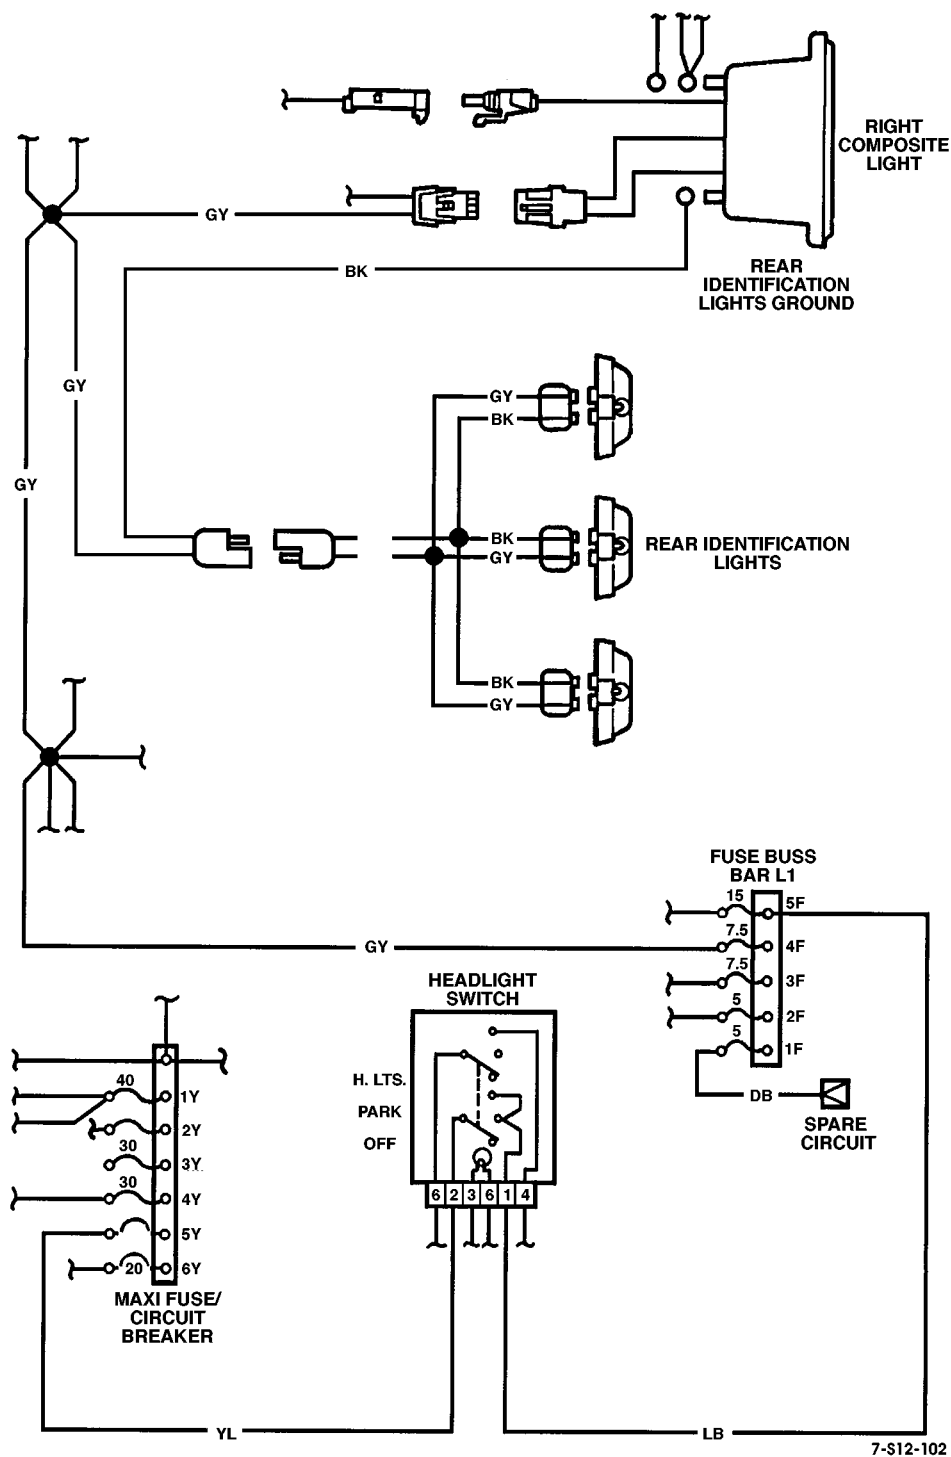 RIGHT
COMPOSITE
LIGHT
GY
BK
REAR
IDENTIFICATION
LIGHTS GROUND
GY
GY
BK
GY
BK
GY
REAR IDENTIFICATION
LIGHTS
BK
GY
FUSE BUSS
BAR L1
15
5F
7.5
4F
GY
7.5
3F
5
2F
5
1F
DB
SPARE
CIRCUIT
HEADLIGHT
SWITCH
H. LTS.
PARK
OFF
6 2 3 6 1 4
40
1Y
2Y
30
3Y
30
4Y
5Y
20
6Y
MAXI FUSE/
CIRCUIT
BREAKER
YL
LB
7-S12-102